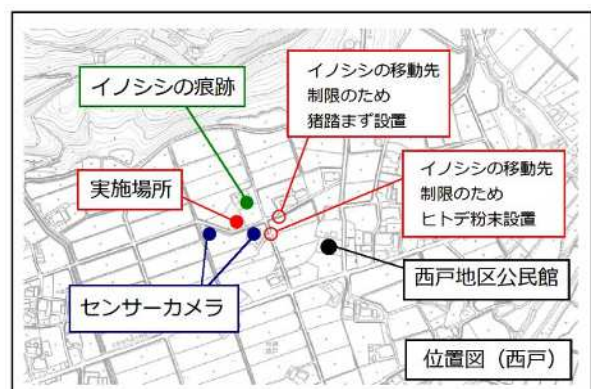 イノシシの痕跡
イノシシの移動先
制限のため
猪踏まず設置
実施場所
イノシシの移動先
制限のため
ヒトデ粉末設置
センサーカメラ
西戸地区公民館
位置図（西戸）